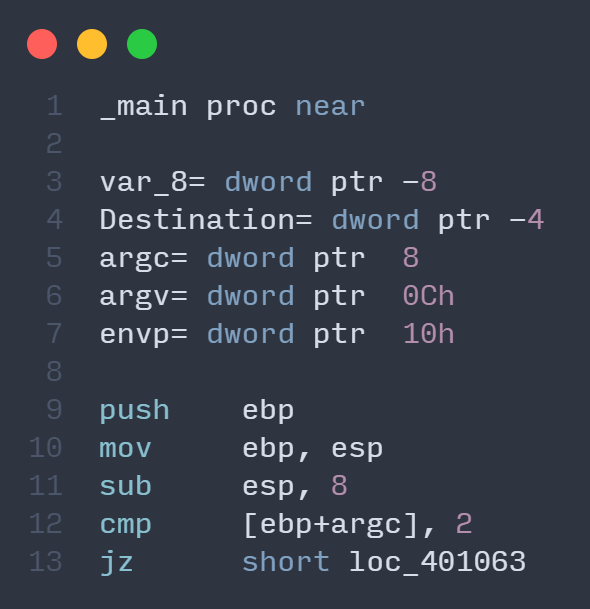 1 _main proc near
2
3 var_8= dword ptr -8
4 Destination= dword ptr -4
5 argc= dword ptr  8
6 argv= dword ptr  0Ch
7 envp= dword ptr  10h
8
9 push    ebp
10 mov     ebp, esp
11 sub     esp, 8
12 cmp     [ebp+argc], 2
13 jz      short loc_401063